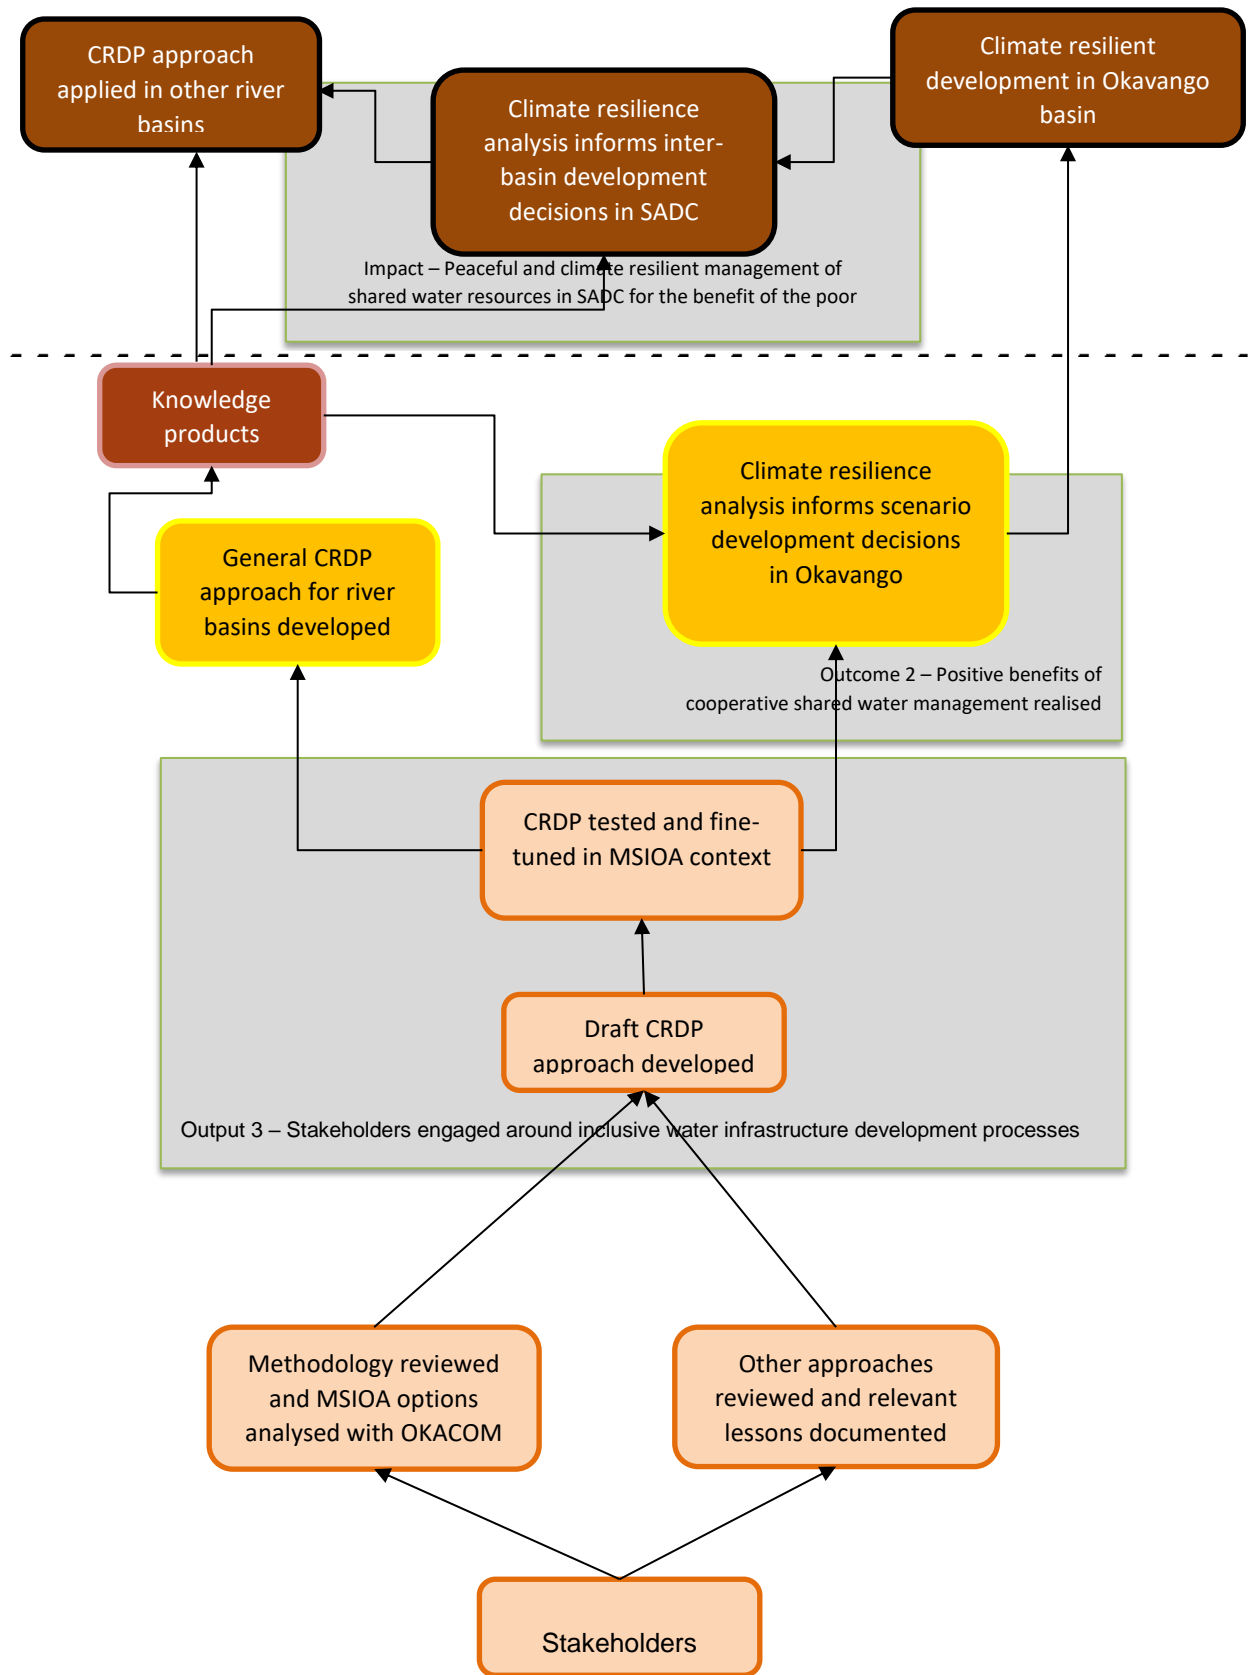 CRDP approach
applied in other river
basins
Climate resilience
analysis informs inter-
basin development
decisions in SADC
Climate resilient
development in Okavango
basin
Impact – Peaceful and climate resilient management of
shared water resources in SADC for the benefit of the poor
Knowledge
products
Climate resilience
analysis informs scenario
development decisions
in Okavango
General CRDP
approach for river
basins developed
Outcome 2 – Positive benefits of
cooperative shared water management realised
CRDP tested and fine-
tuned in MSIOA context
Draft CRDP
approach developed
Output 3 – Stakeholders engaged around inclusive water infrastructure development processes
Methodology reviewed
and MSIOA options
analysed with OKACOM
Other approaches
reviewed and relevant
lessons documented
Stakeholders